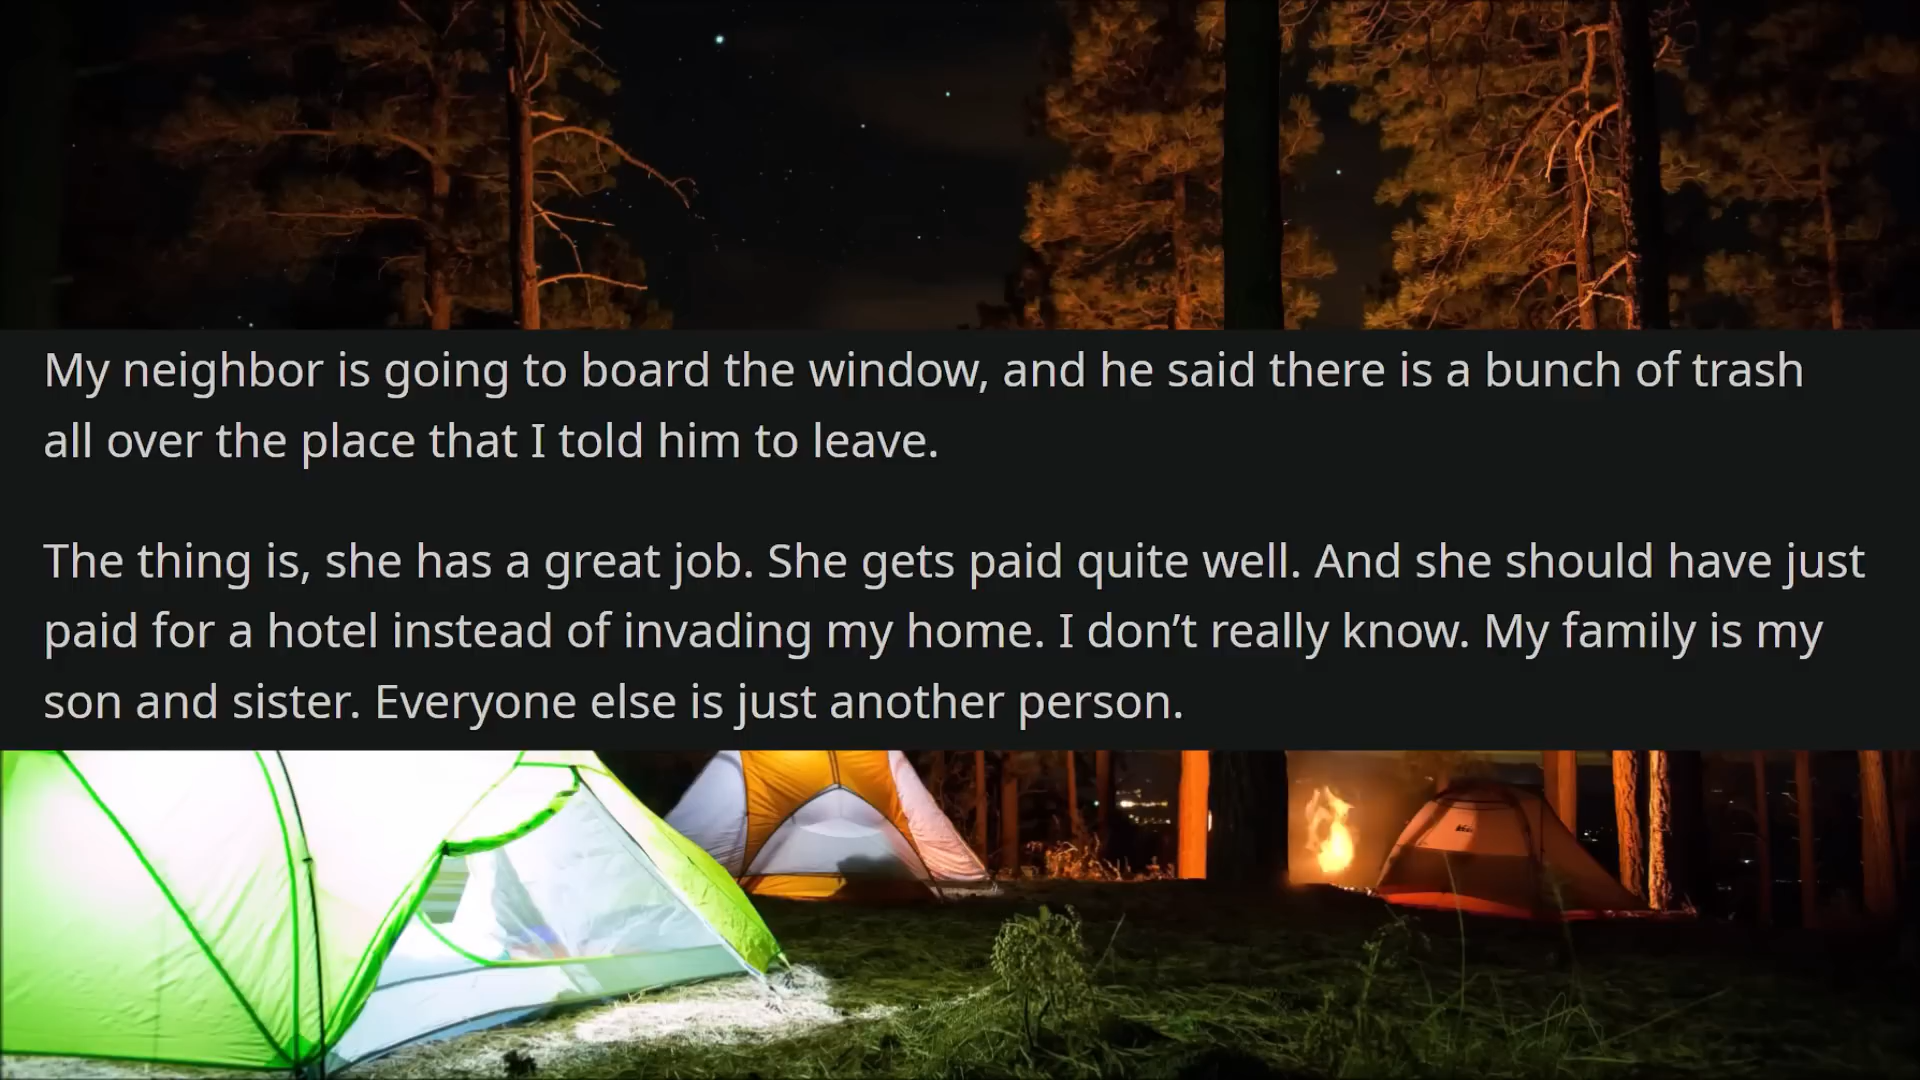 My neighbor is going to board the window, and he said there is a bunch of trash
all over the place that I told him to leave.
The thing is, she has a great job. She gets paid quite well. And she should have just
paid for a hotel instead of invading my home. I don’t really know. My family is my
son and sister. Everyone else is just another person.